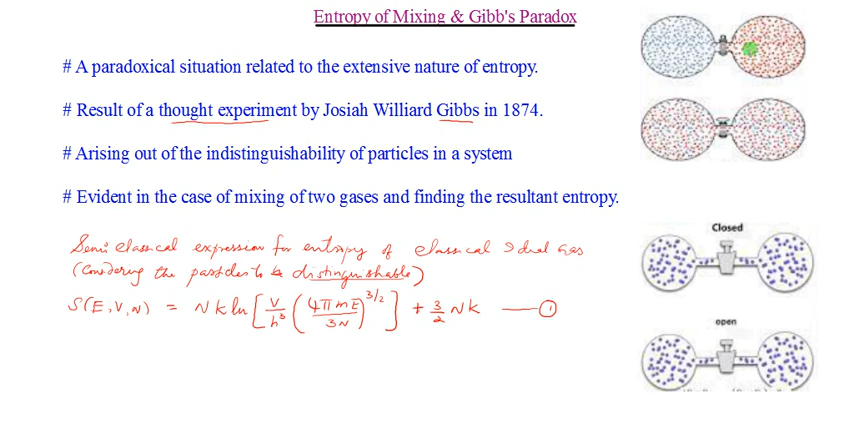 Entropy of Mixing & Gibb's Paradox
# A paradoxical situation related to the extensive nature of entropy.
# Result of a thought experiment by Josiah Williard Gibbs in 1874.
# Arising out of the indistinguishability of particles in a system
# Evident in the case of mixing of two gases and finding the resultant entropy.
Semi classical expression for entropy of classical Ideal Gas
(Considering the particles to be distinguishable)
S(E,V,N) = Nk ln [ V/h³ ( 4πmE/3N )^3/2 ] + 3/2 Nk —— ①
Closed
open